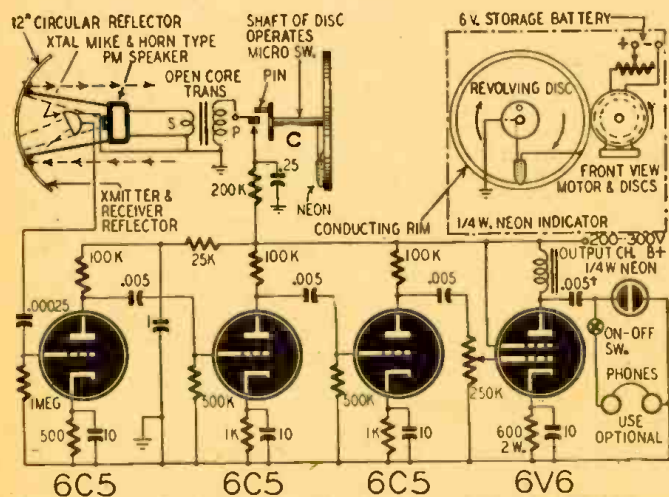 12" CIRCULAR REFLECTOR
XTAL MIKE & HORN TYPE
PM SPEAKER
OPEN CORE
TRANS
S
P
SHAFT OF DISC
OPERATES
MICRO SW.
PIN
C
.25
200K
NEON
XMITTER &
RECEIVER
REFLECTOR
6V. STORAGE BATTERY
+
-
REVOLVING DISC
FRONT VIEW
MOTOR & DISCS
CONDUCTING RIM
1/4 W. NEON INDICATOR
200-300V
OUTPUT CH. B+
1/4W NEON
100K
.005
25K
100K
.005
100K
.005
.005†
.00025
1
ON-OFF
SW.
PHONES
USE
OPTIONAL
1MEG
500
10
500K
1K
10
500K
1K
10
250K
600
2W.
10
6C5
6C5
6C5
6V6